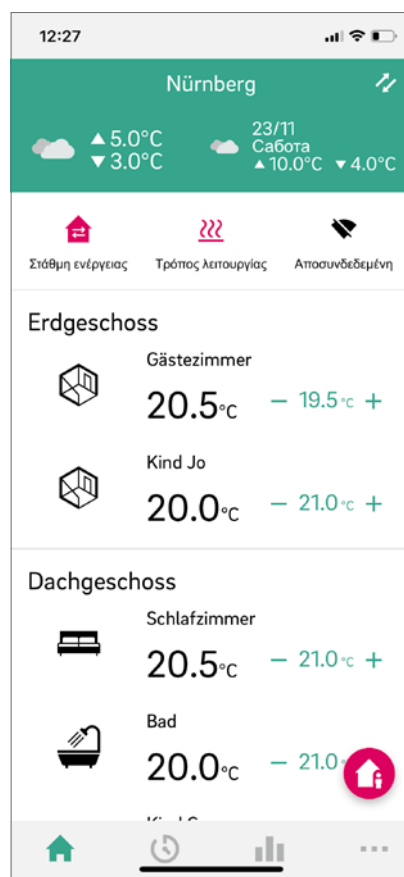 12:27
Nürnberg
▲ 5.0°C
▼ 3.0°C
23/11
Сабота
▲ 10.0°C ▼ 4.0°C
Στάθμη ενέργειας
Τρόπος λειτουργίας
Αποσυνδεδεμένη
Erdgeschoss
Gästezimmer
20.5°C − 19.5°C +
Kind Jo
20.0°C − 21.0°C +
Dachgeschoss
Schlafzimmer
20.5°C − 21.0°C +
Bad
20.0°C − 21.0